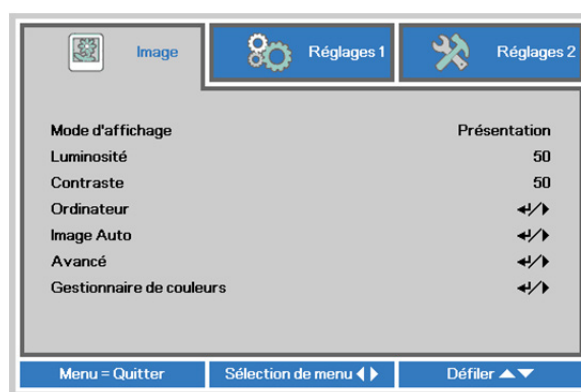 Image Réglages 1 Réglages 2
Mode d'affichage Présentation
Luminosité 50
Contraste 50
Ordinateur
Image Auto
Avancé
Gestionnaire de couleurs
Menu = Quitter Sélection de menu Défiler